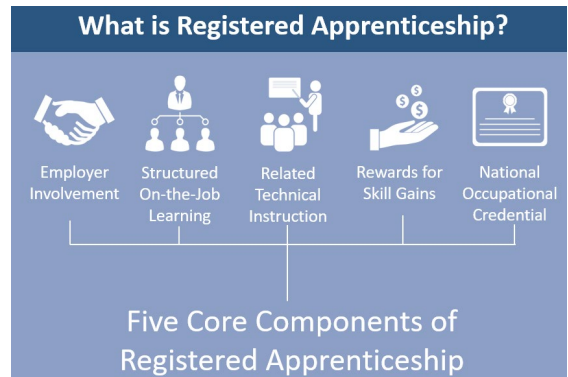 What is Registered Apprenticeship?
Employer
Involvement
Structured
On-the-Job
Learning
Related
Technical
Instruction
Rewards for
Skill Gains
National
Occupational
Credential
Five Core Components of
Registered Apprenticeship